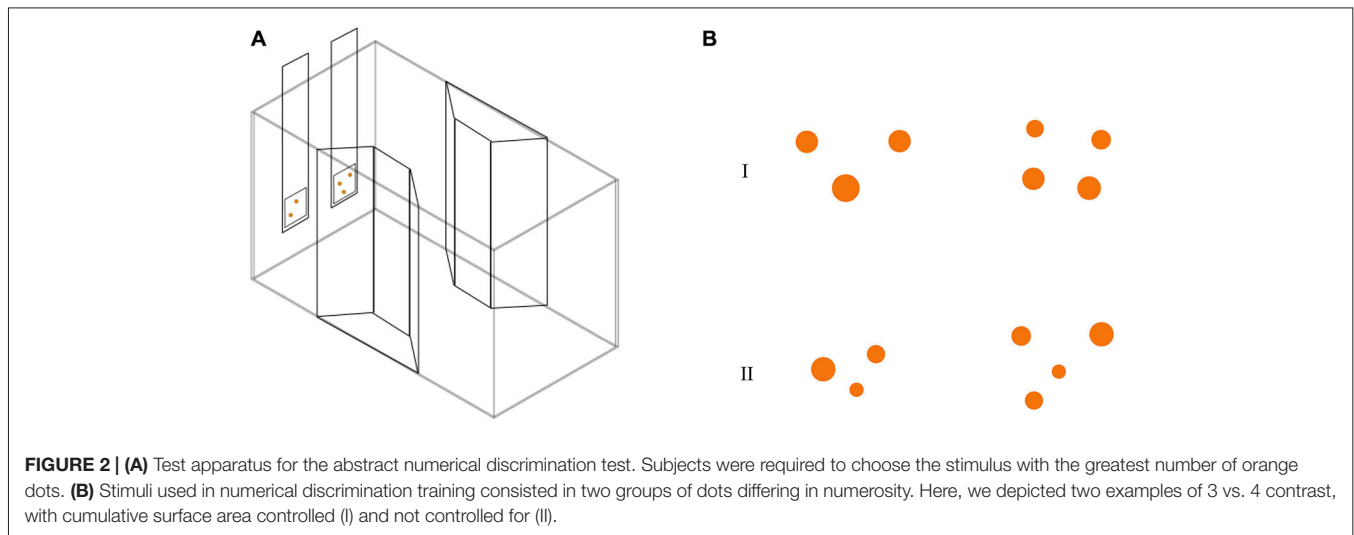 A
B
I
II
FIGURE 2 | (A) Test apparatus for the abstract numerical discrimination test. Subjects were required to choose the stimulus with the greatest number of orange
dots. (B) Stimuli used in numerical discrimination training consisted in two groups of dots differing in numerosity. Here, we depicted two examples of 3 vs. 4 contrast,
with cumulative surface area controlled (I) and not controlled for (II).